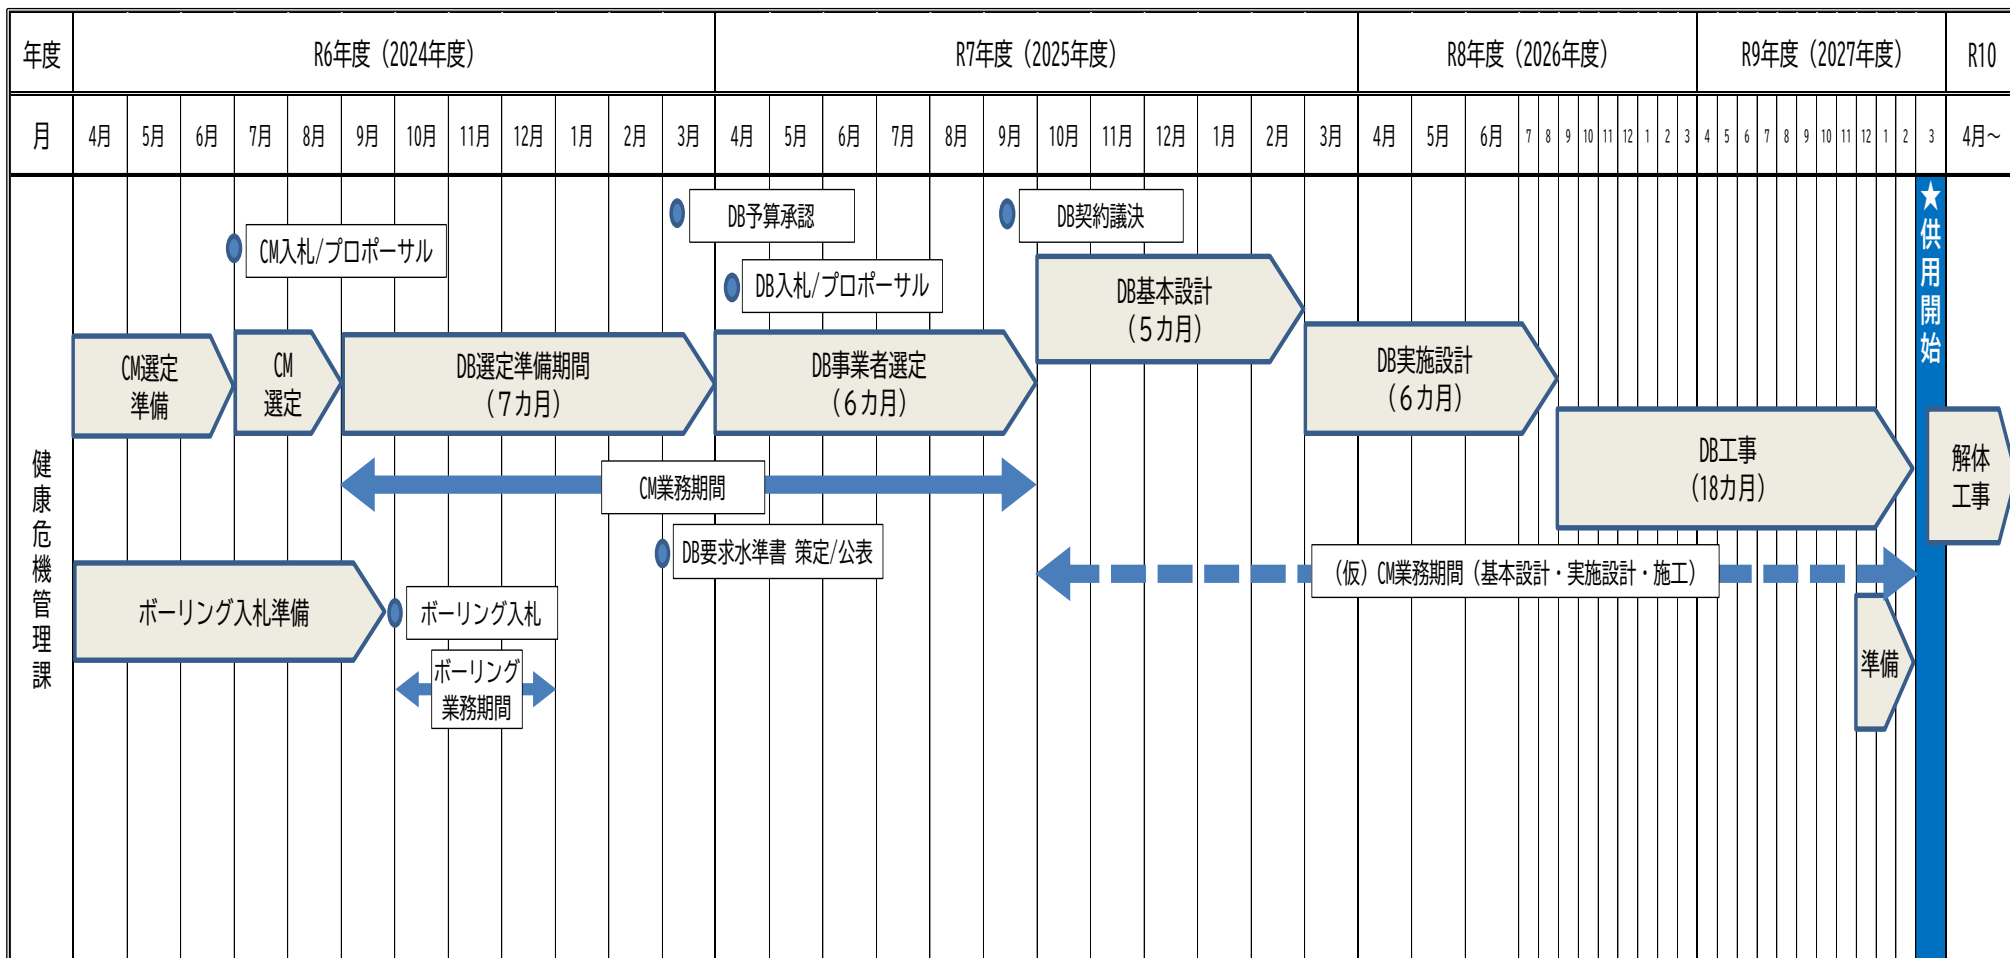 年度 R6年度（2024年度） R7年度（2025年度） R8年度（2026年度） R9年度（2027年度） R10
月 4月 5月 6月 7月 8月 9月 10月 11月 12月 1月 2月 3月 4月 5月 6月 7月 8月 9月 10月 11月 12月 1月 2月 3月 4月 5月 6月 7 8 9 10 11 12 1 2 3 4 5 6 7 8 9 10 11 12 1 2 3 4月～
健康危機管理課
DB予算承認
DB契約議決
CM入札/プロポーサル
DB入札/プロポーサル
★供用開始
DB基本設計
（５カ月）
CM選定
準備
CM
選定
DB選定準備期間
（７カ月）
DB事業者選定
（６カ月）
DB実施設計
（６カ月）
DB工事
（18カ月）
解体
工事
CM業務期間
DB要求水準書 策定/公表
（仮）CM業務期間（基本設計・実施設計・施工）
ボーリング入札準備
ボーリング入札
ボーリング
業務期間
準備